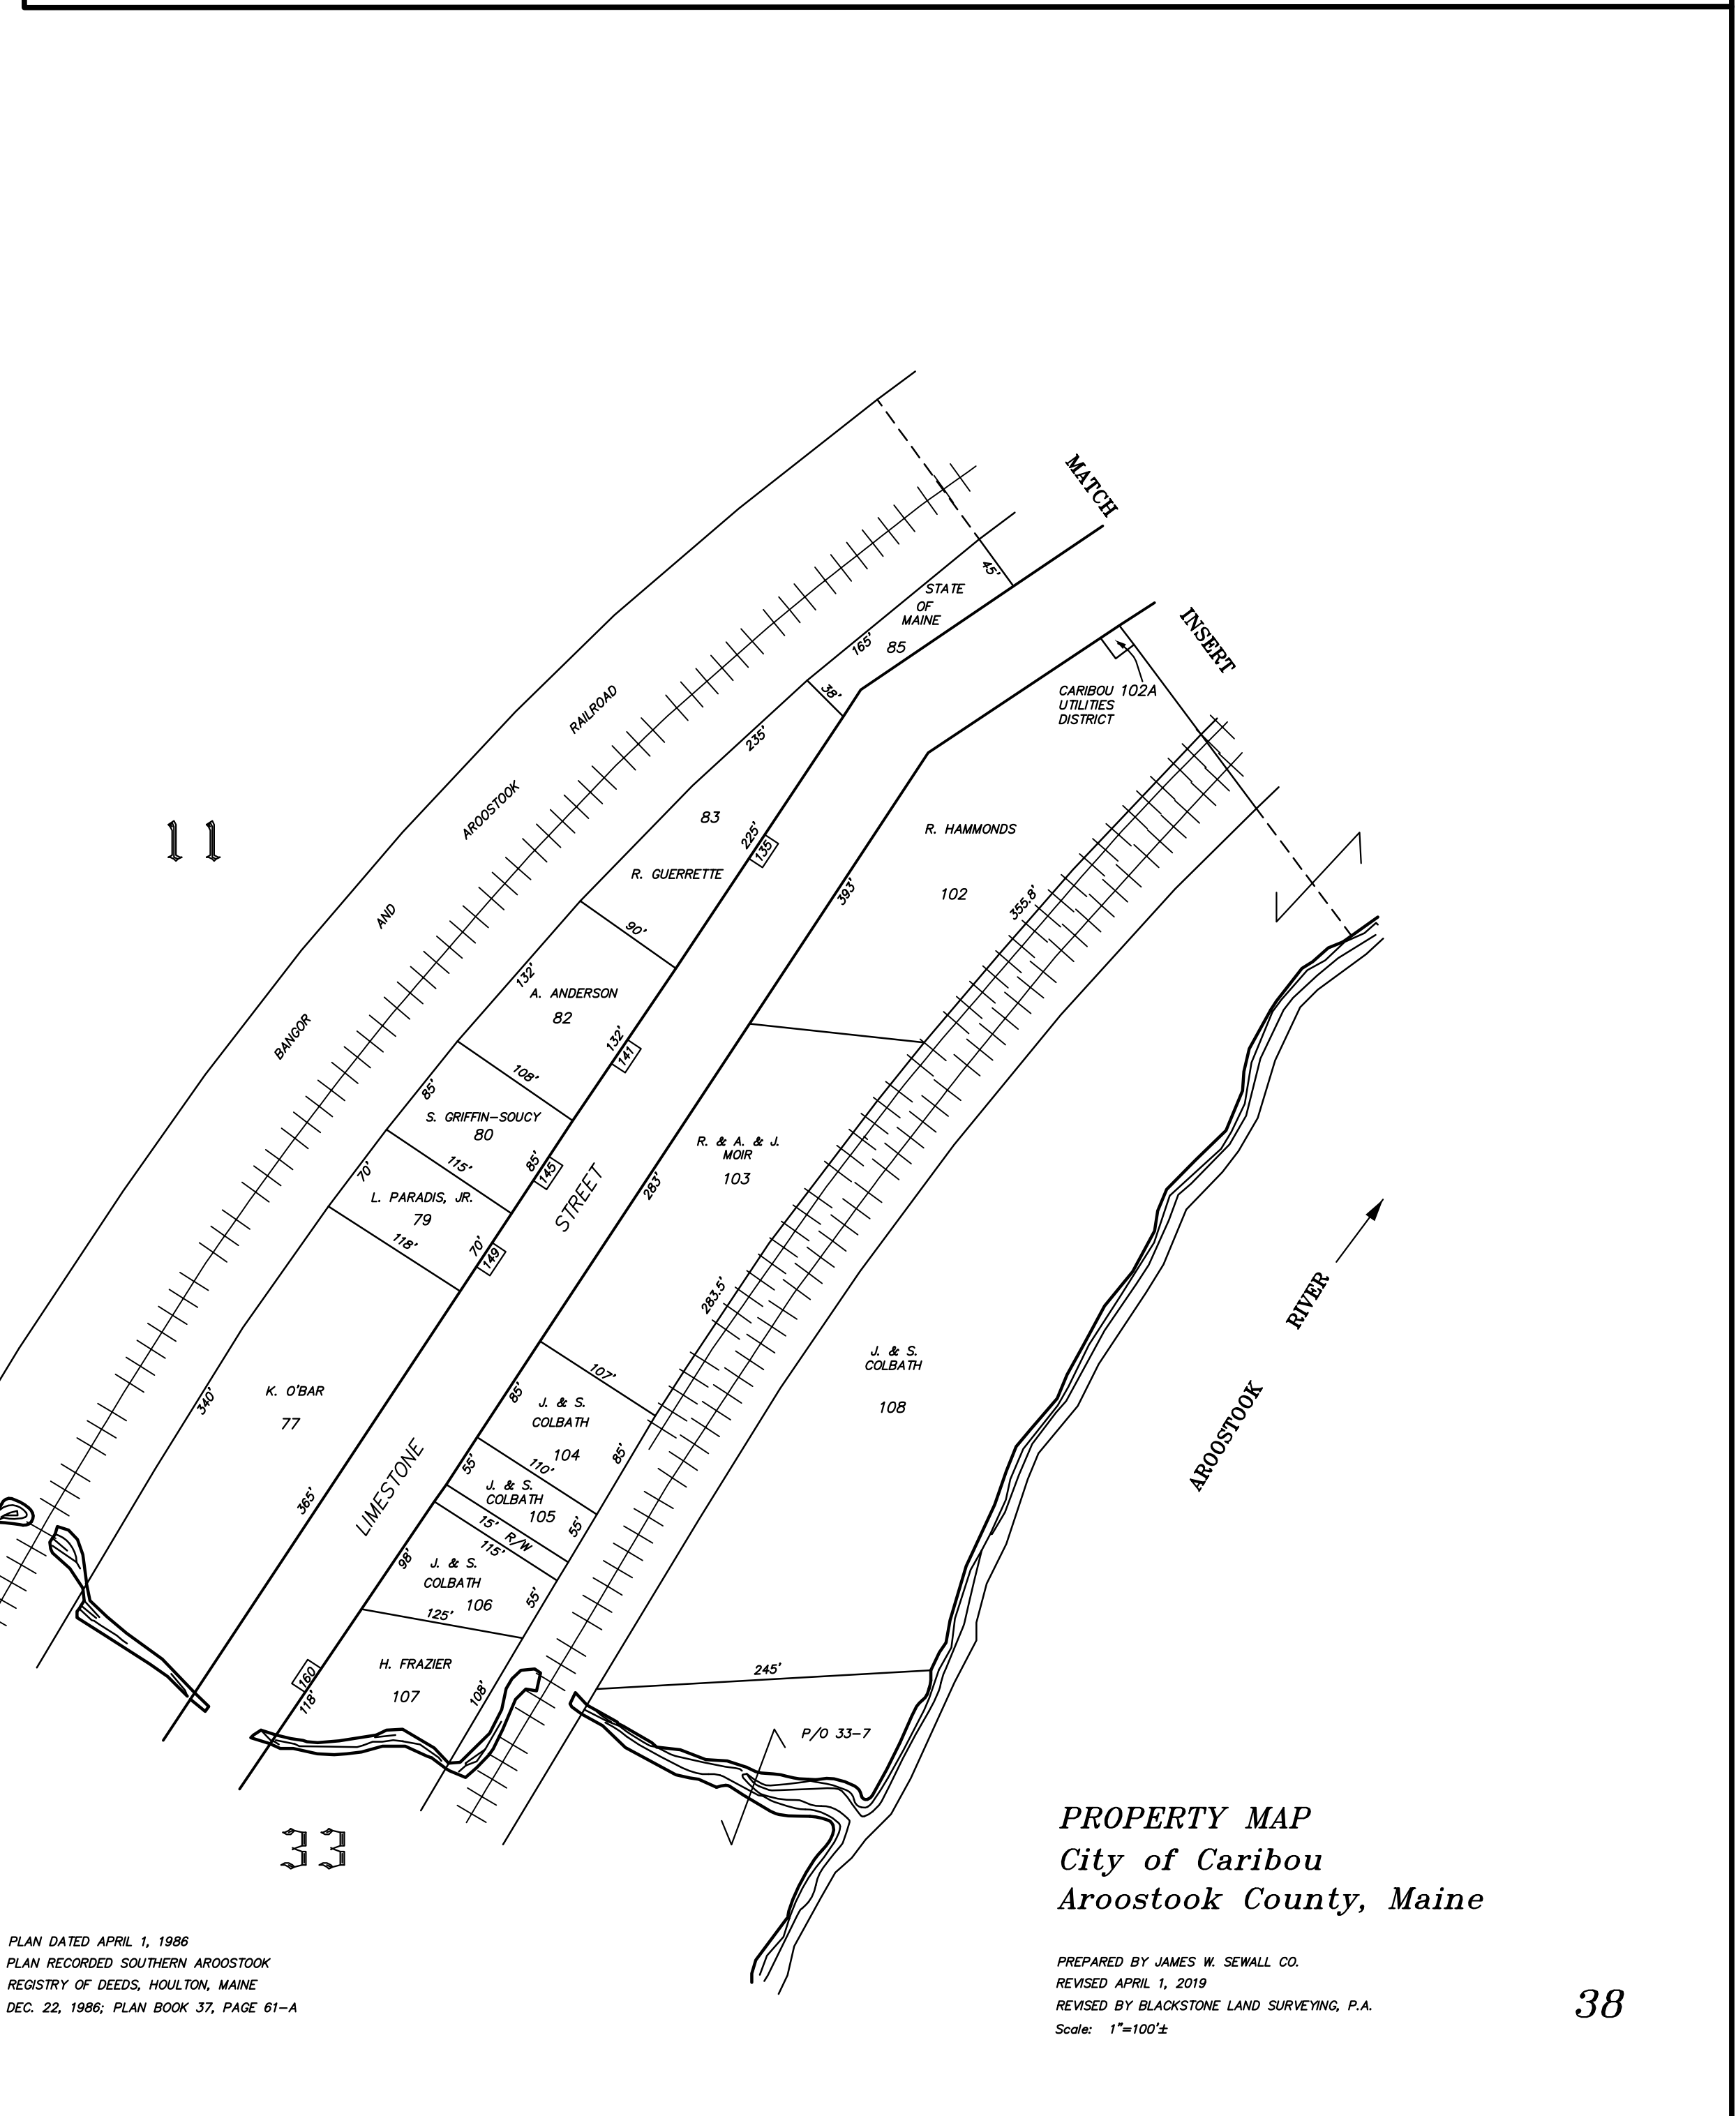 MATCH
INSERT
45'
STATE
OF
MAINE
85
165'
38'
CARIBOU 102A
UTILITIES
DISTRICT
RAILROAD
AROOSTOOK
AND
BANGOR
11
235'
83
225'
135
R. GUERRETTE
90'
R. HAMMONDS
102
393'
355.8'
132'
A. ANDERSON
82
132'
141
108'
85'
S. GRIFFIN-SOUCY
80
85'
145
115'
70'
L. PARADIS, JR.
79
70'
149
118'
STREET
R. & A. & J.
MOIR
103
283'
283.5'
J. & S.
COLBATH
108
RIVER
AROOSTOOK
340'
K. O'BAR
77
365'
LIMESTONE
107'
85'
J. & S.
COLBATH
104
85'
110'
55'
J. & S.
COLBATH
105
55'
15' R/W
115'
98'
J. & S.
COLBATH
106
55'
125'
H. FRAZIER
107
160
118'
108'
245'
P/O 33-7
33
PROPERTY MAP
City of Caribou
Aroostook County, Maine
PLAN DATED APRIL 1, 1986
PLAN RECORDED SOUTHERN AROOSTOOK
REGISTRY OF DEEDS, HOULTON, MAINE
DEC. 22, 1986; PLAN BOOK 37, PAGE 61-A
PREPARED BY JAMES W. SEWALL CO.
REVISED APRIL 1, 2019
REVISED BY BLACKSTONE LAND SURVEYING, P.A.
Scale: 1"=100'±
38